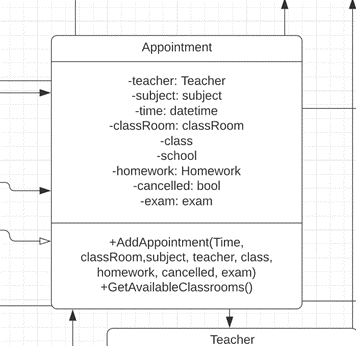 Appointment
-teacher: Teacher
-subject: subject
-time: datetime
-classRoom: classRoom
-class
-school
-homework: Homework
-cancelled: bool
-exam: exam
+AddAppointment(Time,
classRoom,subject, teacher, class,
homework, cancelled, exam)
+GetAvailableClassrooms()
Teacher